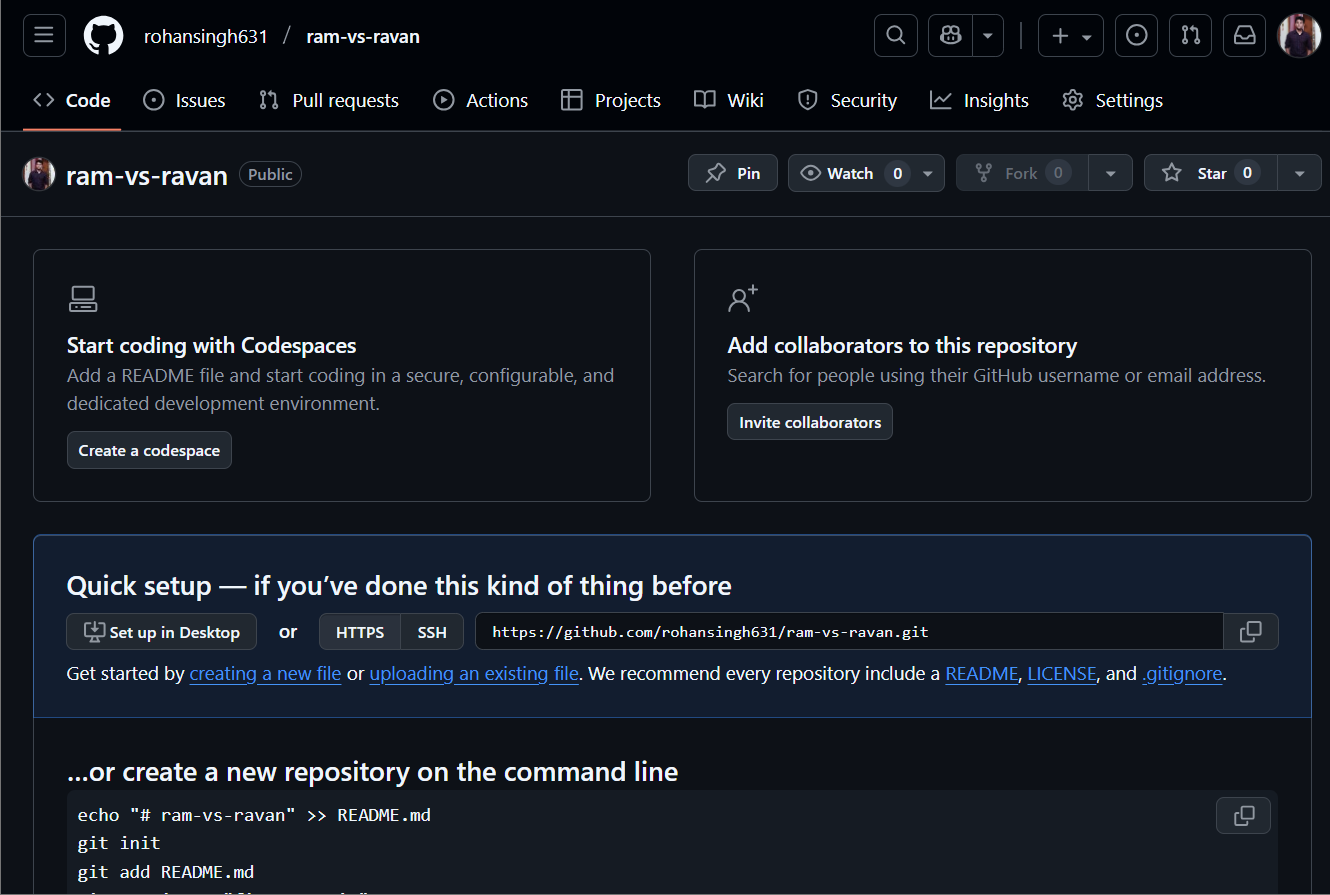 rohansingh631 / ram-vs-ravan
Code Issues Pull requests Actions Projects Wiki Security Insights Settings
ram-vs-ravan Public Pin Watch 0 Fork 0 Star 0
Start coding with Codespaces
Add a README file and start coding in a secure, configurable, and
dedicated development environment.
Create a codespace
Add collaborators to this repository
Search for people using their GitHub username or email address.
Invite collaborators
Quick setup — if you’ve done this kind of thing before
Set up in Desktop or HTTPS SSH https://github.com/rohansingh631/ram-vs-ravan.git
Get started by creating a new file or uploading an existing file. We recommend every repository include a README, LICENSE, and .gitignore.
…or create a new repository on the command line
echo "# ram-vs-ravan" >> README.md
git init
git add README.md